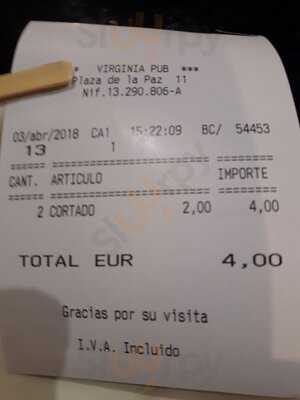 * VIRGINIA PUB ***
Plaza de la Paz 11
Nif.13.290.806-A
03/abr/2018 CA1 15:22:09 BC/ 54453
13 1
====== ==================== =======
CANT. ARTICULO IMPORTE
====== ==================== =======
2 CORTADO 2,00 4,00
TOTAL EUR 4,00
Gracias por su visita
I.V.A. Incluido